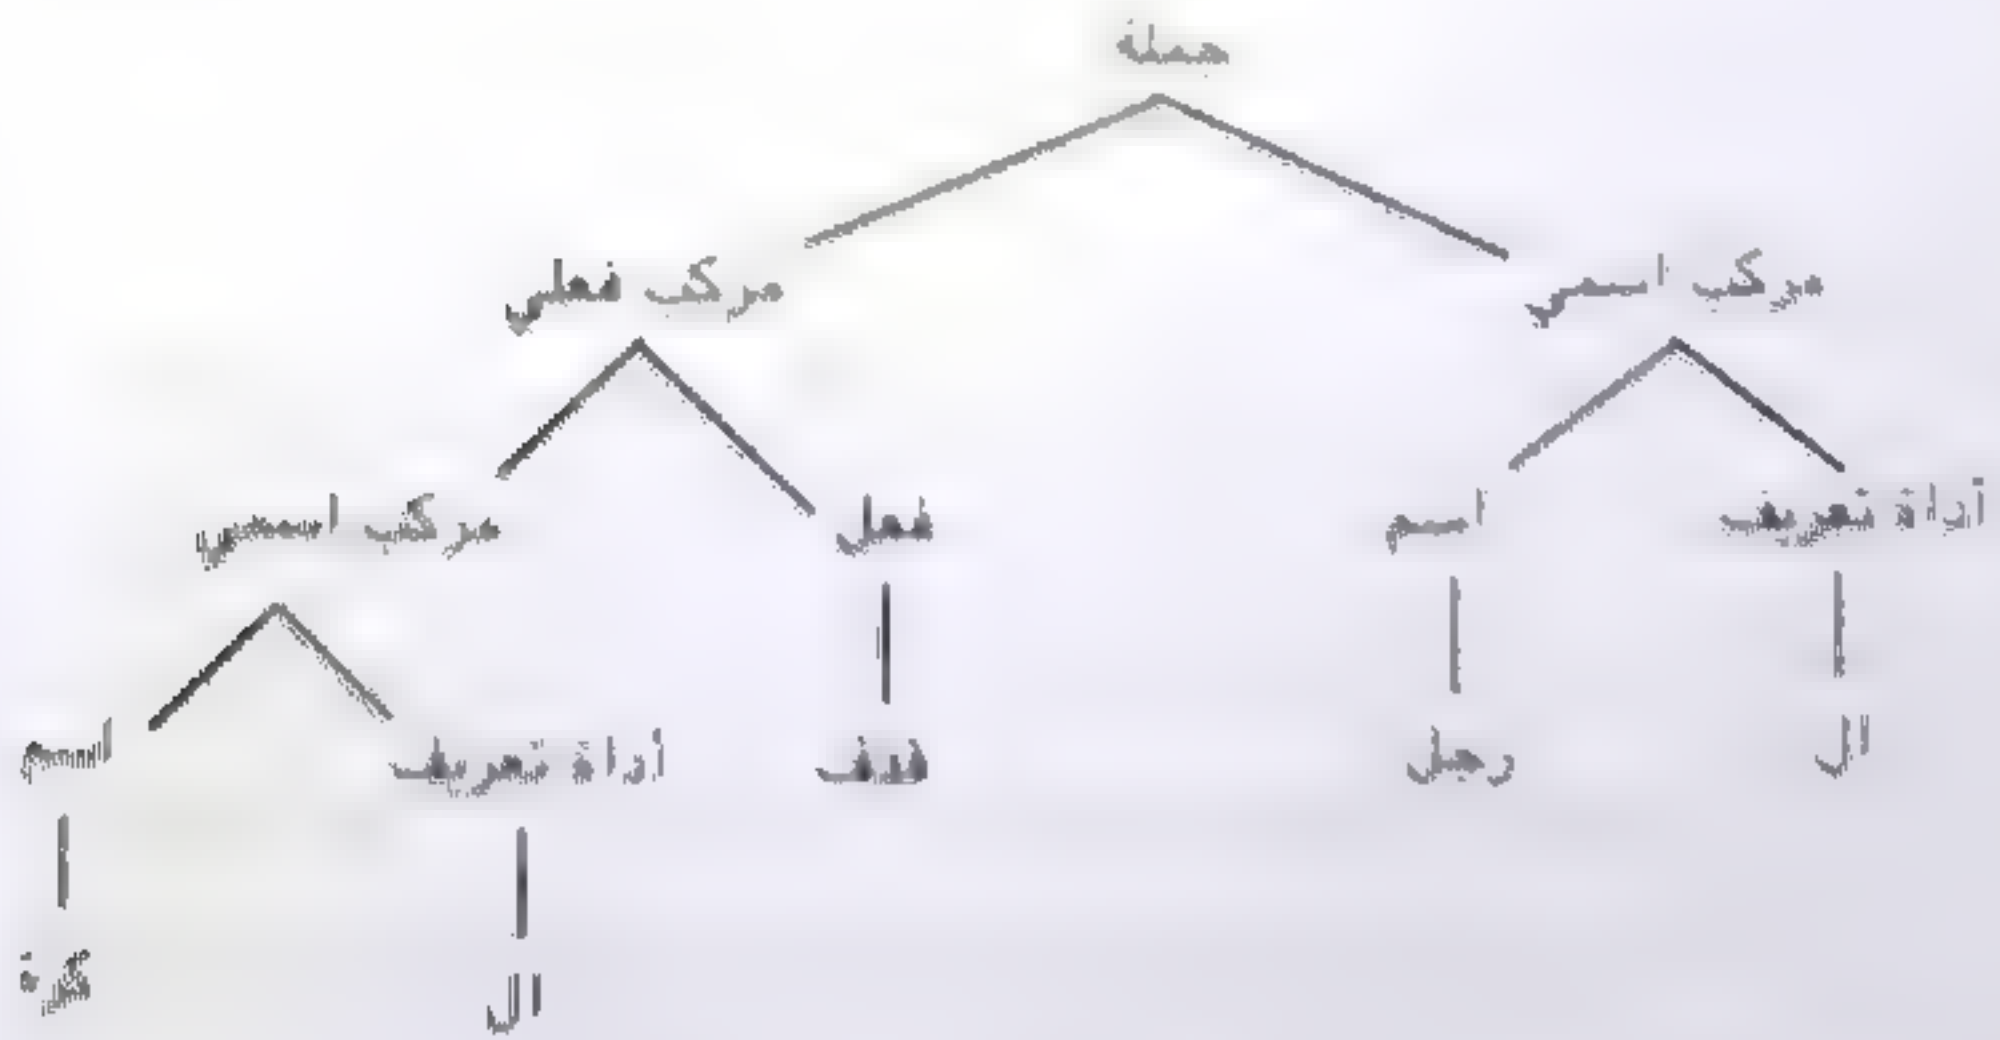 جملة
مركب اسمي مركب فعلي
أداة تعريف اسم فعل مركب اسمي
ال رجل قذف أداة تعريف اسم
ال كرة